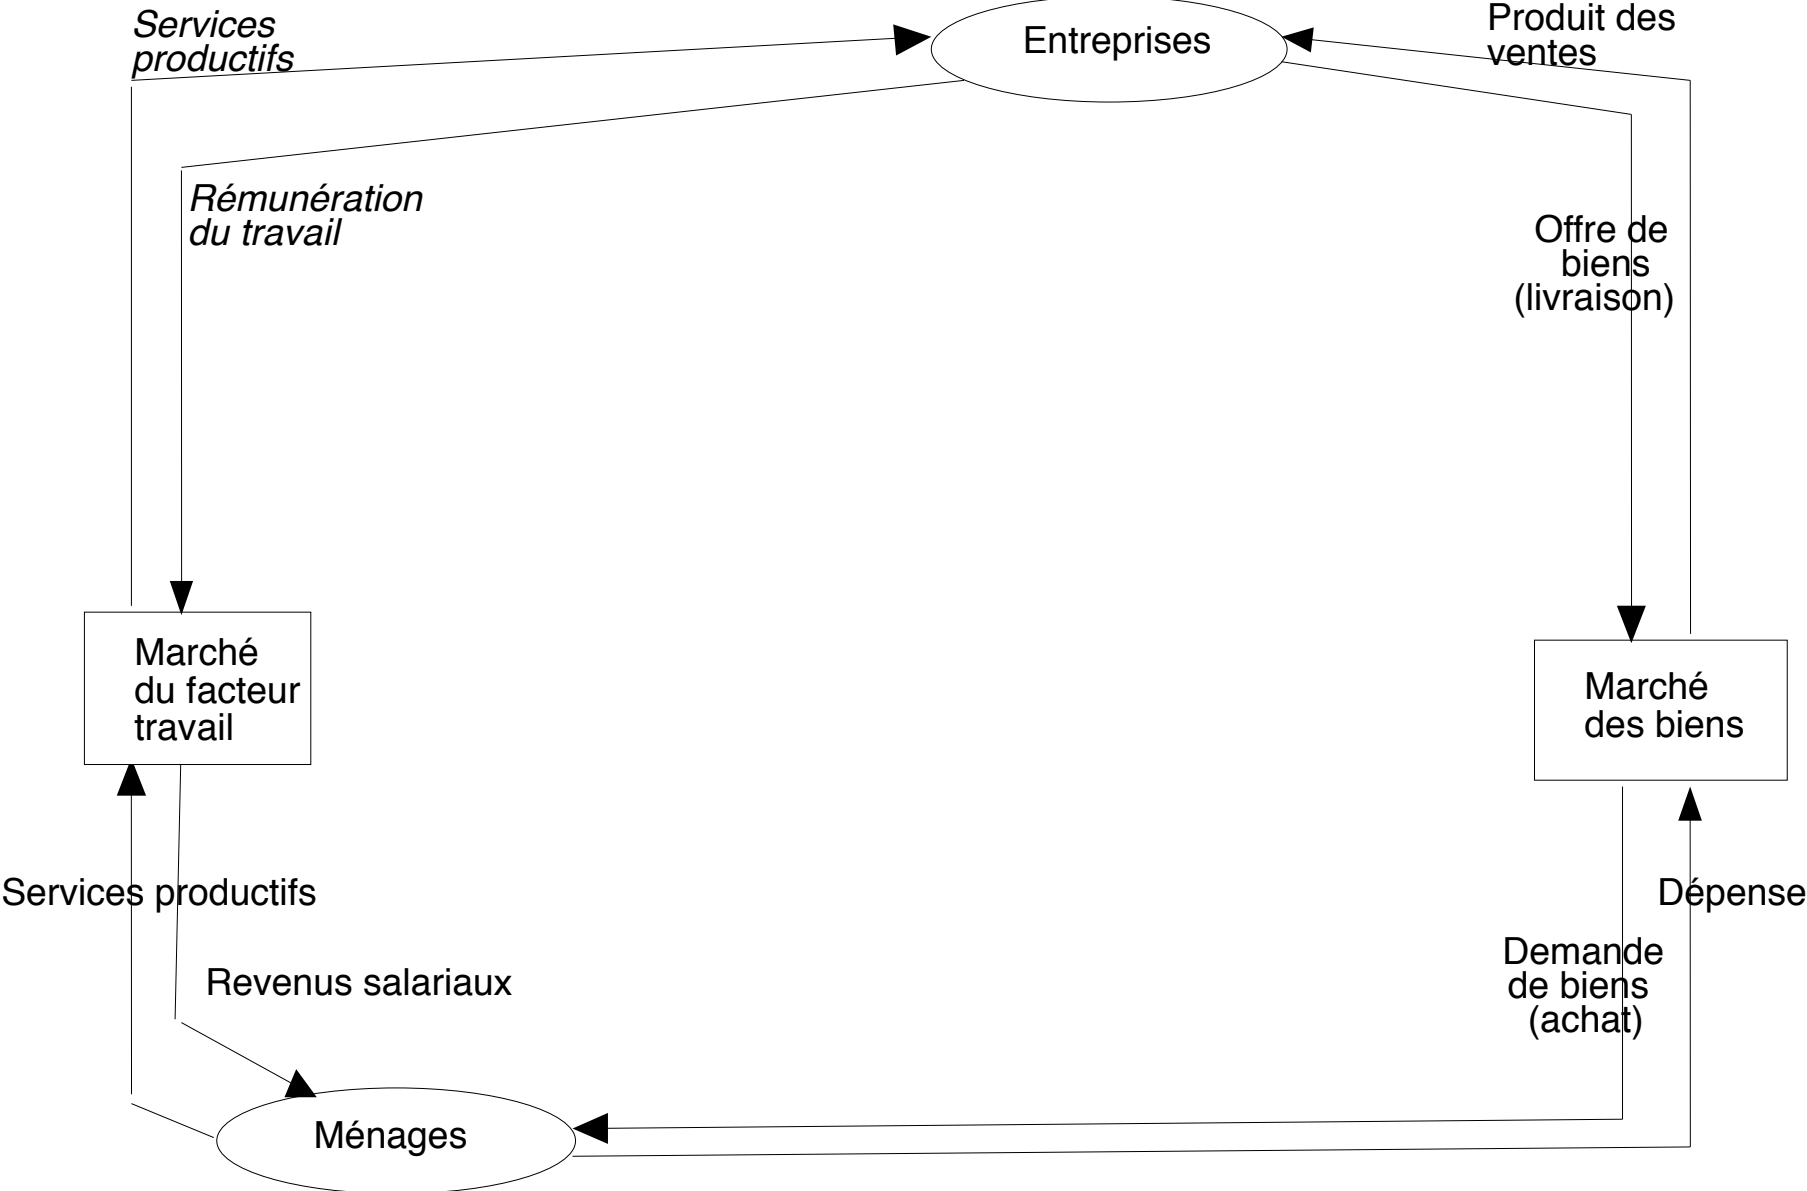 Services
productifs
Entreprises
Produit des
ventes
Rémunération
du travail
Offre de
biens
(livraison)
Marché
du facteur
travail
Marché
des biens
Services productifs
Dépense
Revenus salariaux
Demande
de biens
(achat)
Ménages